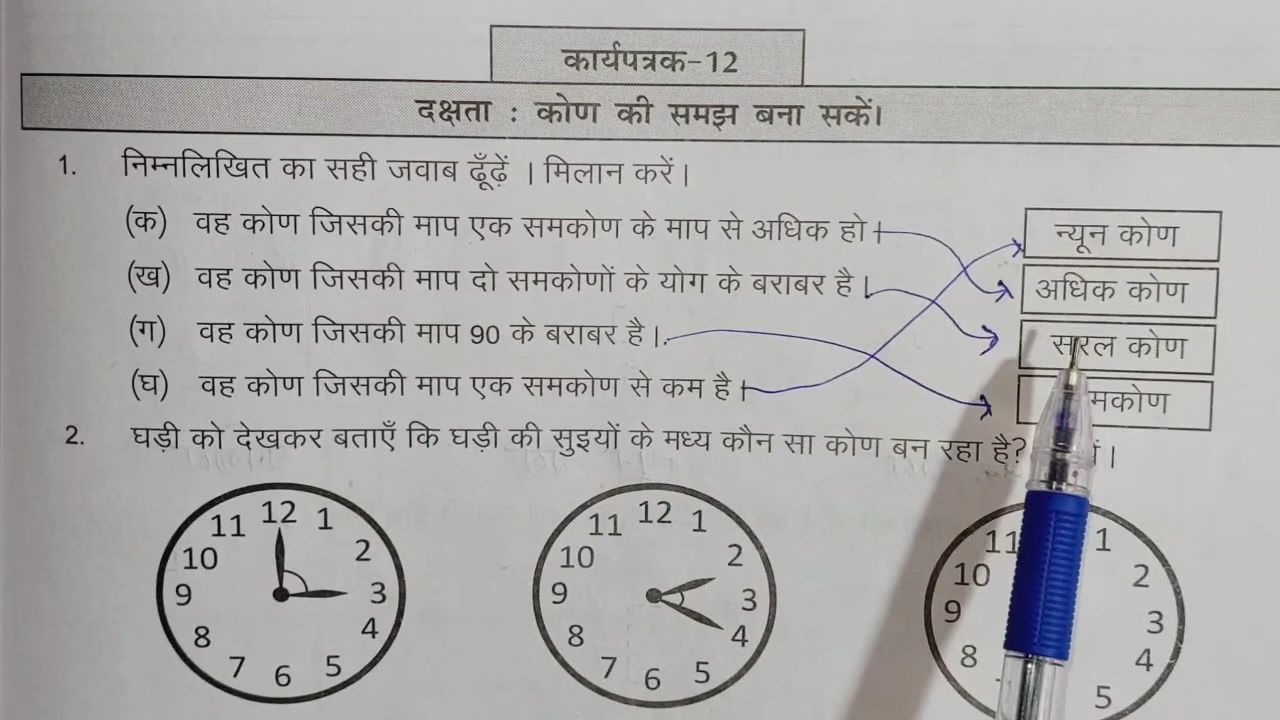 कार्यपत्रक-12
दक्षता : कोण की समझ बना सकें।
1. निम्नलिखित का सही जवाब ढूँढ़ें । मिलान करें।
(क) वह कोण जिसकी माप एक समकोण के माप से अधिक हो। न्यून कोण
(ख) वह कोण जिसकी माप दो समकोणों के योग के बराबर है। अधिक कोण
(ग) वह कोण जिसकी माप 90 के बराबर है। सरल कोण
(घ) वह कोण जिसकी माप एक समकोण से कम है। मकोण
2. घड़ी को देखकर बताएँ कि घड़ी की सुइयों के मध्य कौन सा कोण बन रहा है?
12 1 2 3 4 5 6 7 8 9 10 11
12 1 2 3 4 5 6 7 8 9 10 11
1 2 3 4 5 8 9 10 11